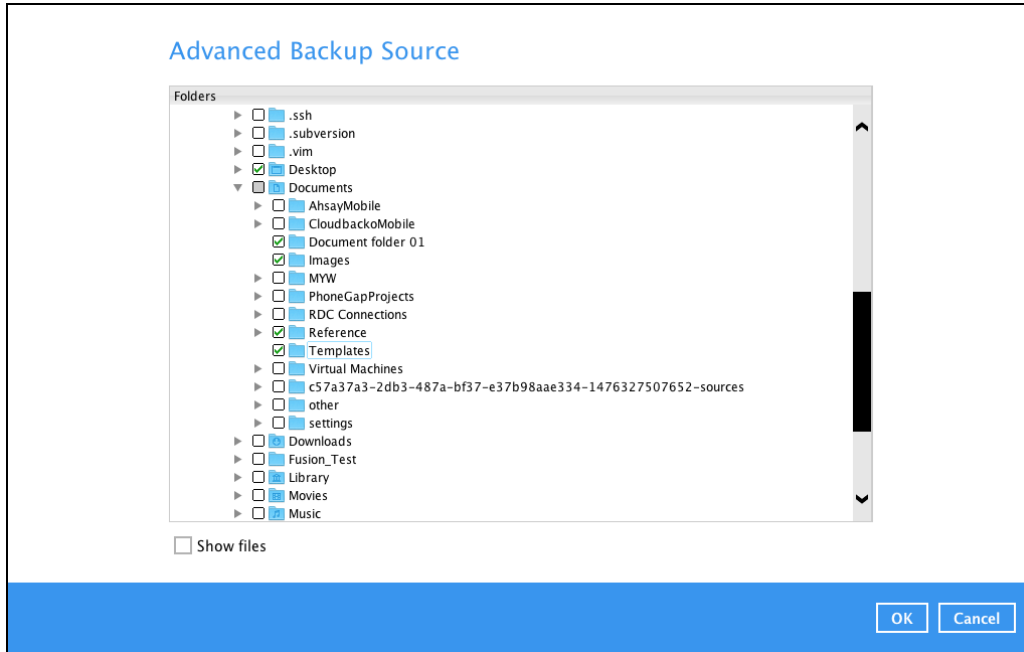 Advanced Backup Source
Folders
.ssh
.subversion
.vim
Desktop
Documents
AhsayMobile
CloudbackoMobile
Document folder 01
Images
MYW
PhoneGapProjects
RDC Connections
Reference
Templates
Virtual Machines
c57a37a3-2db3-487a-bf37-e37b98aae334-1476327507652-sources
other
settings
Downloads
Fusion_Test
Library
Movies
Music
Show files
OK Cancel